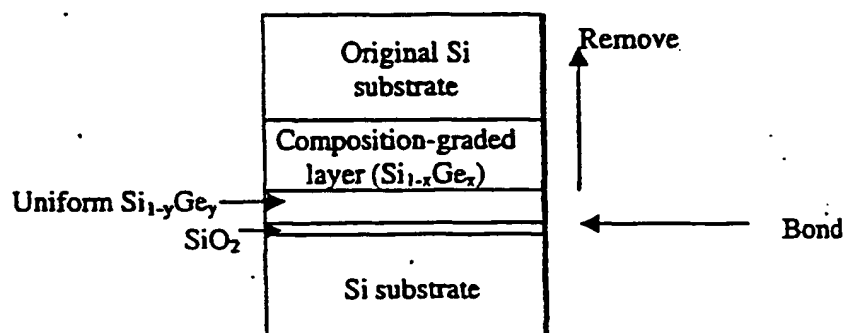 Original Si
substrate
Remove
Composition-graded
layer (Si₁₋ₓGeₓ)
Uniform Si₁₋yGey
SiO₂
Bond
Si substrate